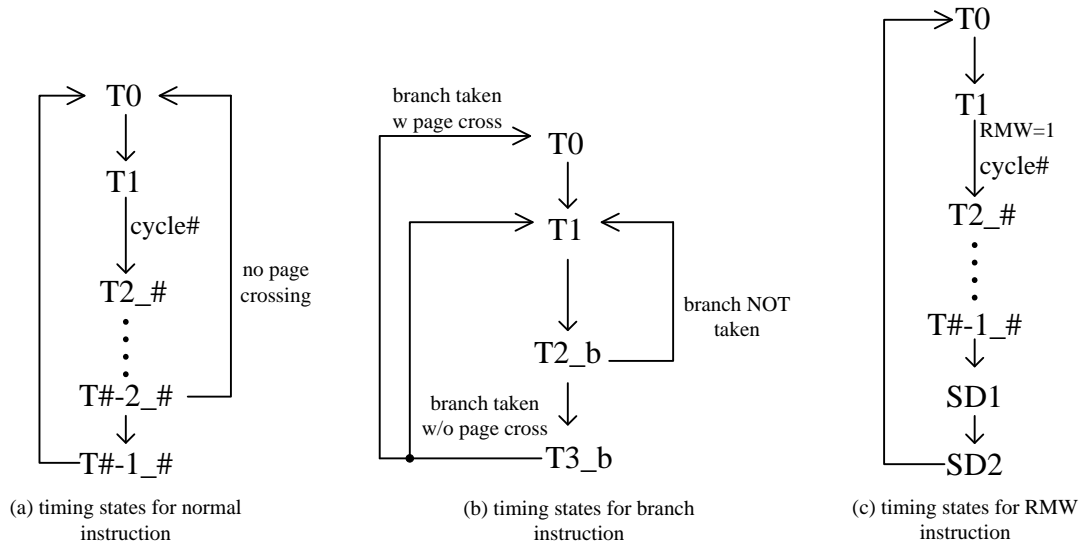 T0
T1
cycle#
T2_#
no page
crossing
T#-2_#
T#-1_#
(a) timing states for normal
instruction
branch taken
w page cross
T0
T1
branch NOT
taken
T2_b
branch taken
w/o page cross
T3_b
(b) timing states for branch
instruction
T0
T1
RMW=1
cycle#
T2_#
T#-1_#
SD1
SD2
(c) timing states for RMW
instruction